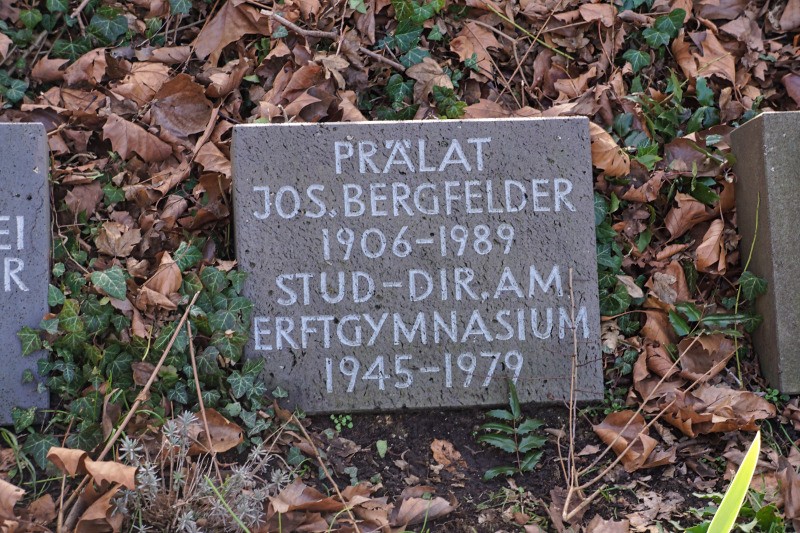 PRÄLAT
JOS. BERGFELDER
1906-1989
STUD-DIR. AM
ERFTGYMNASIUM
1945-1979